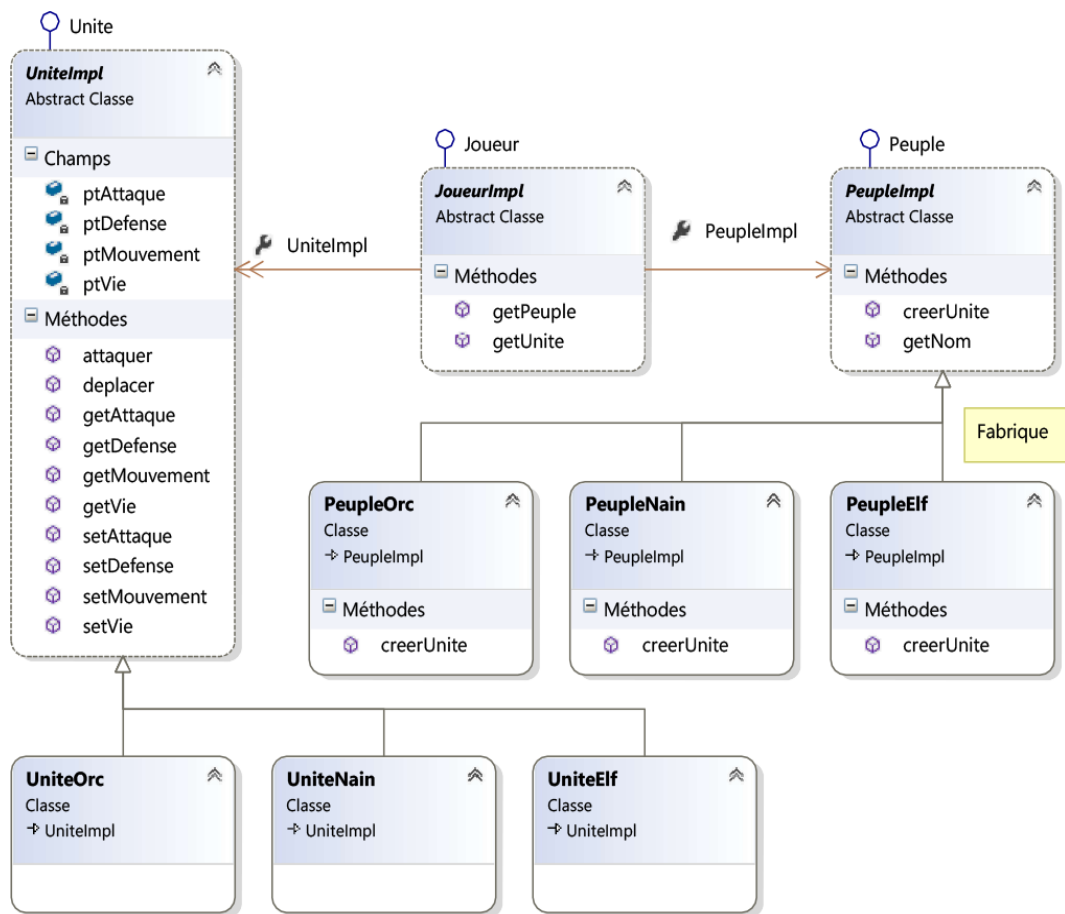 Unite
UniteImpl
Abstract Classe
Champs
ptAttaque
ptDefense
ptMouvement
ptVie
Méthodes
attaquer
deplacer
getAttaque
getDefense
getMouvement
getVie
setAttaque
setDefense
setMouvement
setVie
UniteImpl
Joueur
JoueurImpl
Abstract Classe
Méthodes
getPeuple
getUnite
PeupleImpl
Peuple
PeupleImpl
Abstract Classe
Méthodes
creerUnite
getNom
Fabrique
PeupleOrc
Classe
PeupleImpl
Méthodes
creerUnite
PeupleNain
Classe
PeupleImpl
Méthodes
creerUnite
PeupleElf
Classe
PeupleImpl
Méthodes
creerUnite
UniteOrc
Classe
UniteImpl
UniteNain
Classe
UniteImpl
UniteElf
Classe
UniteImpl